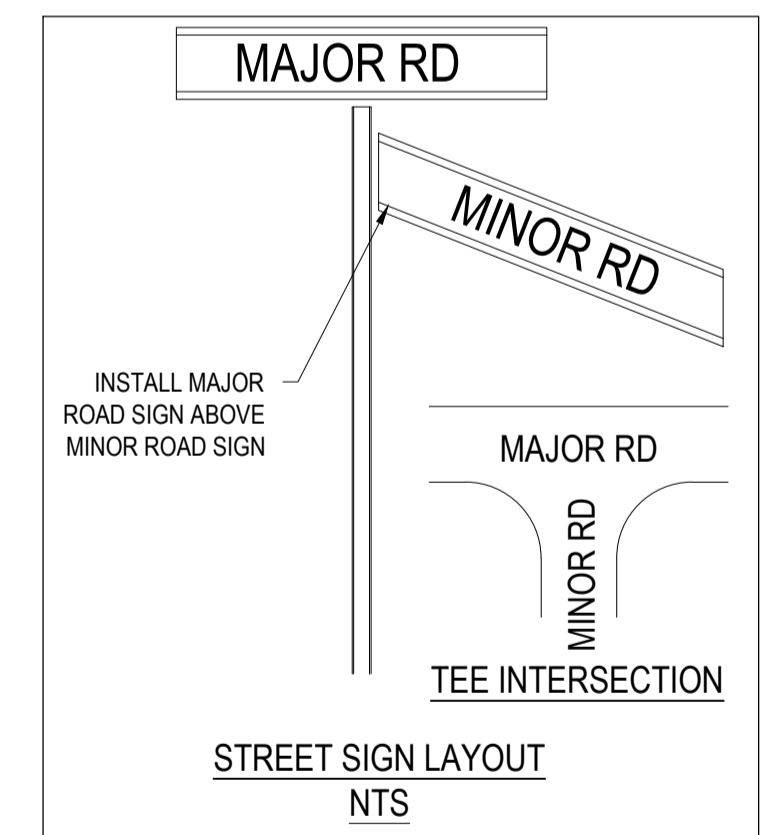 MAJOR RD
MINOR RD
INSTALL MAJOR
ROAD SIGN ABOVE
MINOR ROAD SIGN
MAJOR RD
MINOR RD
TEE INTERSECTION
STREET SIGN LAYOUT
NTS